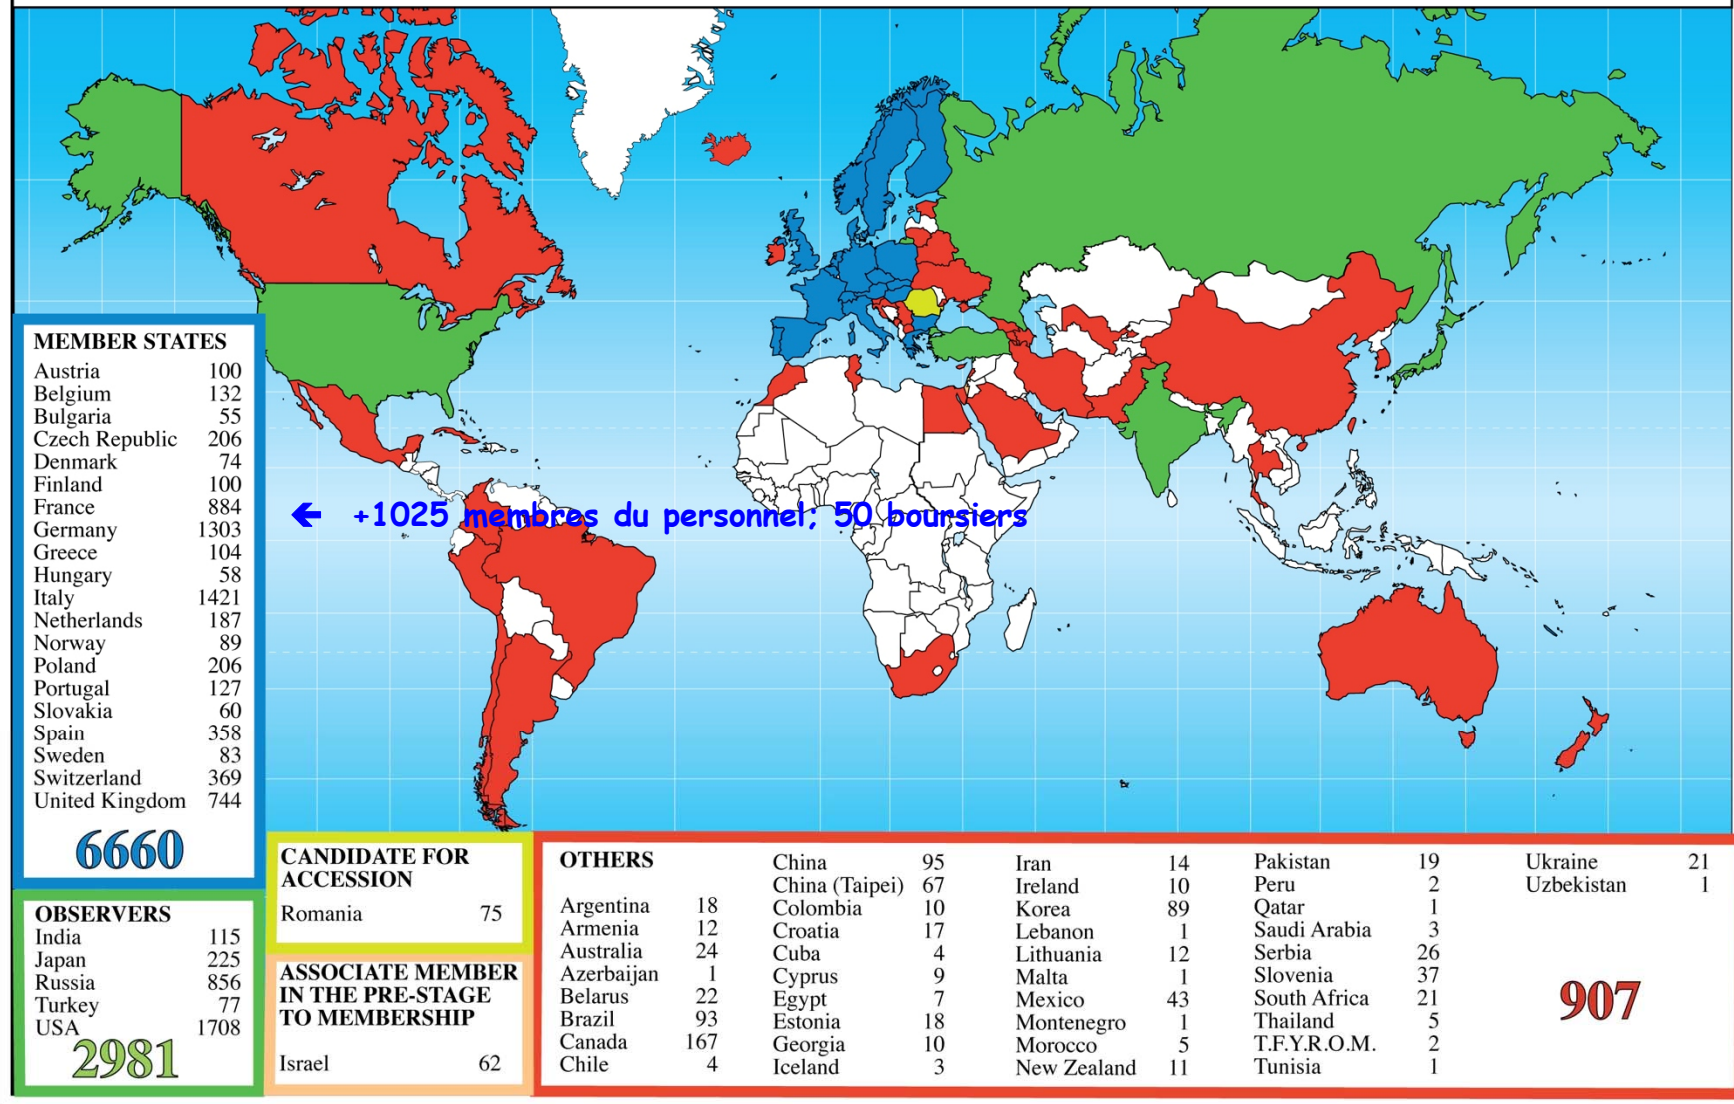 MEMBER STATES
Austria 100
Belgium 132
Bulgaria 55
Czech Republic 206
Denmark 74
Finland 100
France 884
Germany 1303
Greece 104
Hungary 58
Italy 1421
Netherlands 187
Norway 89
Poland 206
Portugal 127
Slovakia 60
Spain 358
Sweden 83
Switzerland 369
United Kingdom 744
6660
← +1025 membres du personnel; 50 boursiers
OBSERVERS
India 115
Japan 225
Russia 856
Turkey 77
USA 1708
2981
CANDIDATE FOR
ACCESSION
Romania 75
ASSOCIATE MEMBER
IN THE PRE-STAGE
TO MEMBERSHIP
Israel 62
OTHERS
Argentina 18
Armenia 12
Australia 24
Azerbaijan 1
Belarus 22
Brazil 93
Canada 167
Chile 4
China 95
China (Taipei) 67
Colombia 10
Croatia 17
Cuba 4
Cyprus 9
Egypt 7
Estonia 18
Georgia 10
Iceland 3
Iran 14
Ireland 10
Korea 89
Lebanon 1
Lithuania 12
Malta 1
Mexico 43
Montenegro 1
Morocco 5
New Zealand 11
Pakistan 19
Peru 2
Qatar 1
Saudi Arabia 3
Serbia 26
Slovenia 37
South Africa 21
Thailand 5
T.F.Y.R.O.M. 2
Tunisia 1
Ukraine 21
Uzbekistan 1
907